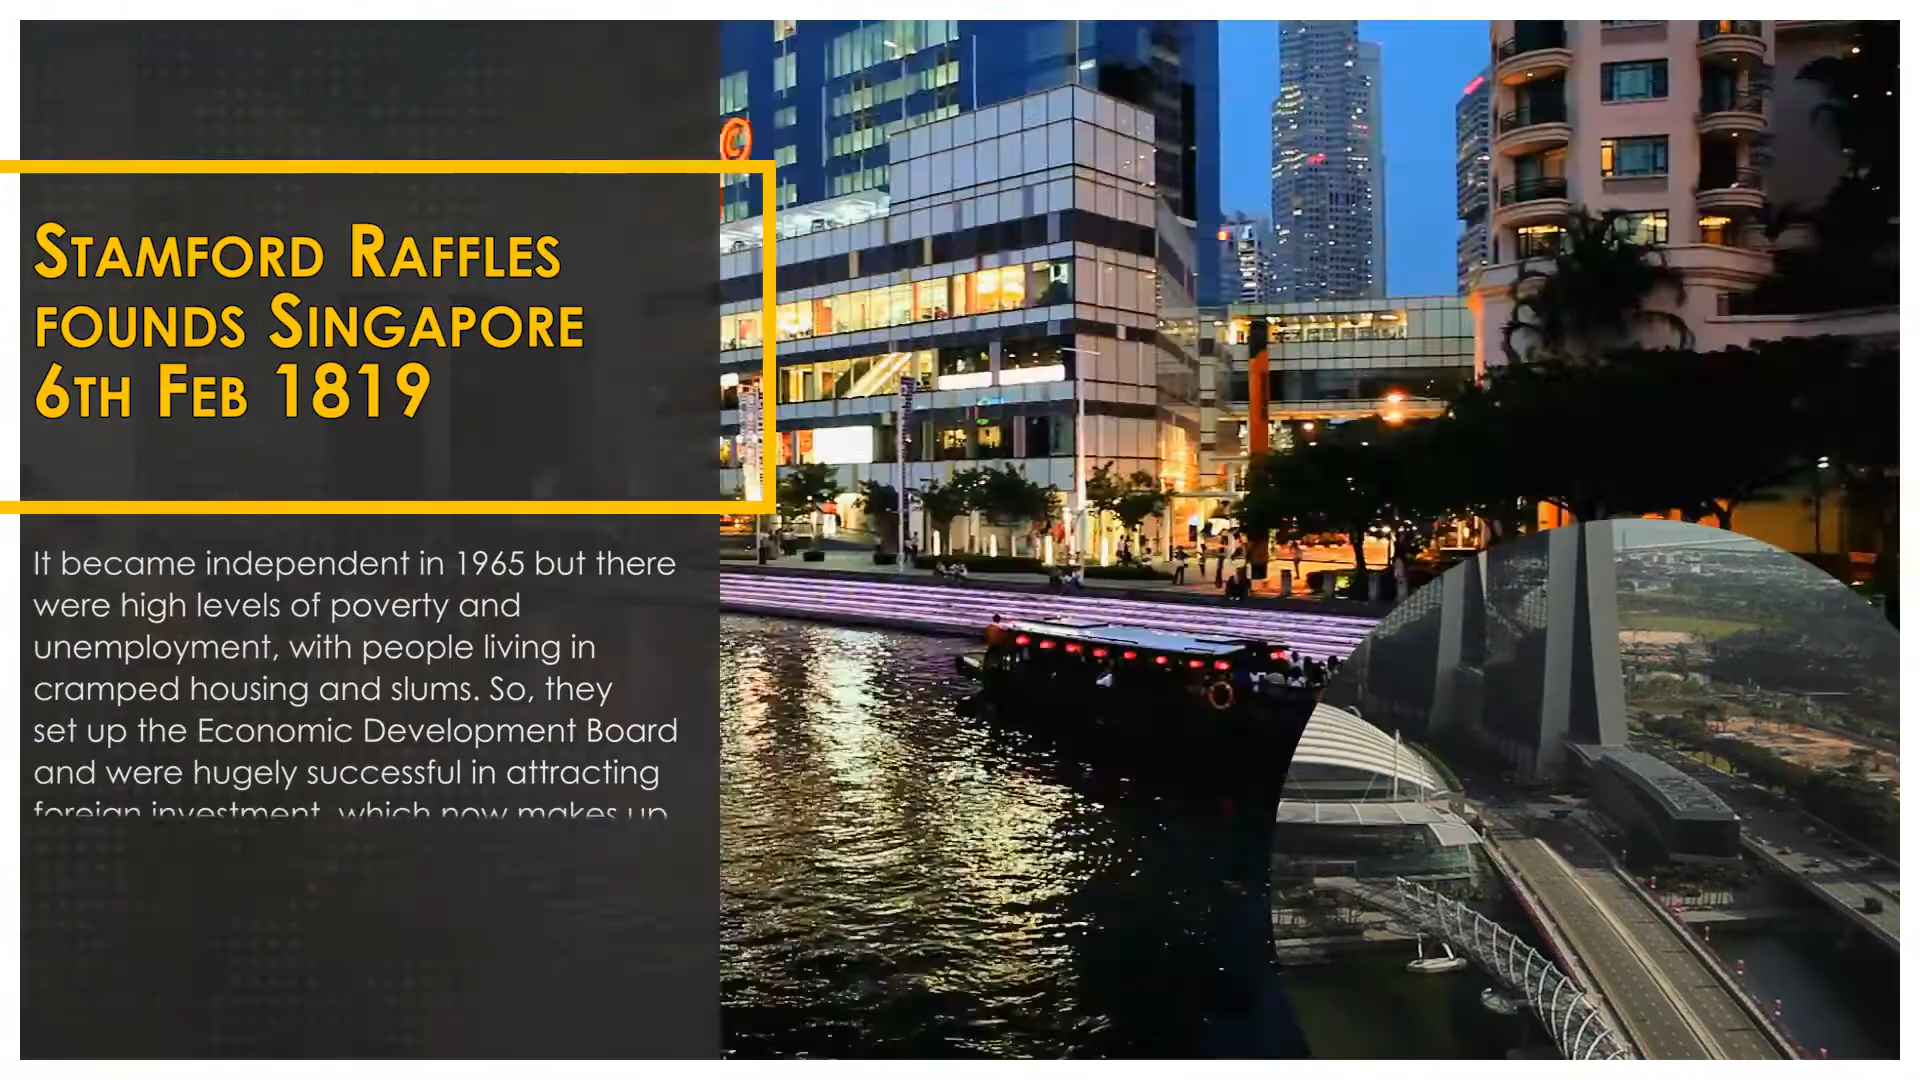 Stamford Raffles
founds Singapore
6th Feb 1819
It became independent in 1965 but there
were high levels of poverty and
unemployment, with people living in
cramped housing and slums. So, they
set up the Economic Development Board
and were hugely successful in attracting
foreign investment, which now makes up